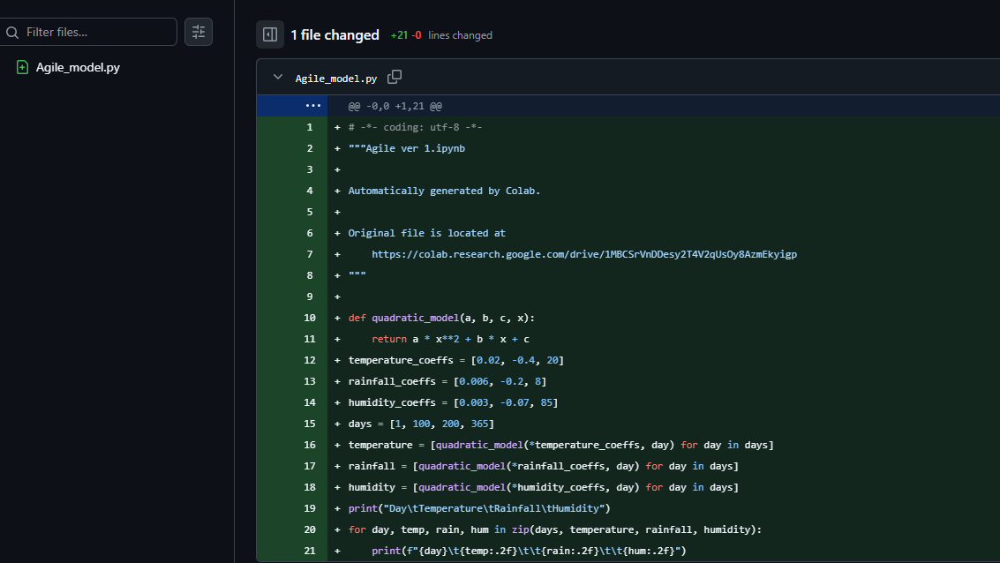 Filter files...
Agile_model.py
1 file changed +21 -0 lines changed
Agile_model.py
... @@ -0,0 +1,21 @@
1 + # -*- coding: utf-8 -*-
2 + """Agile ver 1.ipynb
3 +
4 + Automatically generated by Colab.
5 +
6 + Original file is located at
7 +     https://colab.research.google.com/drive/1MBCSrVnDDesy2T4V2qUsOy8AzmEkyigp
8 + """
9 +
10 + def quadratic_model(a, b, c, x):
11 +     return a * x**2 + b * x + c
12 + temperature_coeffs = [0.02, -0.4, 20]
13 + rainfall_coeffs = [0.006, -0.2, 8]
14 + humidity_coeffs = [0.003, -0.07, 85]
15 + days = [1, 100, 200, 365]
16 + temperature = [quadratic_model(*temperature_coeffs, day) for day in days]
17 + rainfall = [quadratic_model(*rainfall_coeffs, day) for day in days]
18 + humidity = [quadratic_model(*humidity_coeffs, day) for day in days]
19 + print("Day\tTemperature\tRainfall\tHumidity")
20 + for day, temp, rain, hum in zip(days, temperature, rainfall, humidity):
21 +     print(f"{day}\t{temp:.2f}\t\t{rain:.2f}\t\t{hum:.2f}")